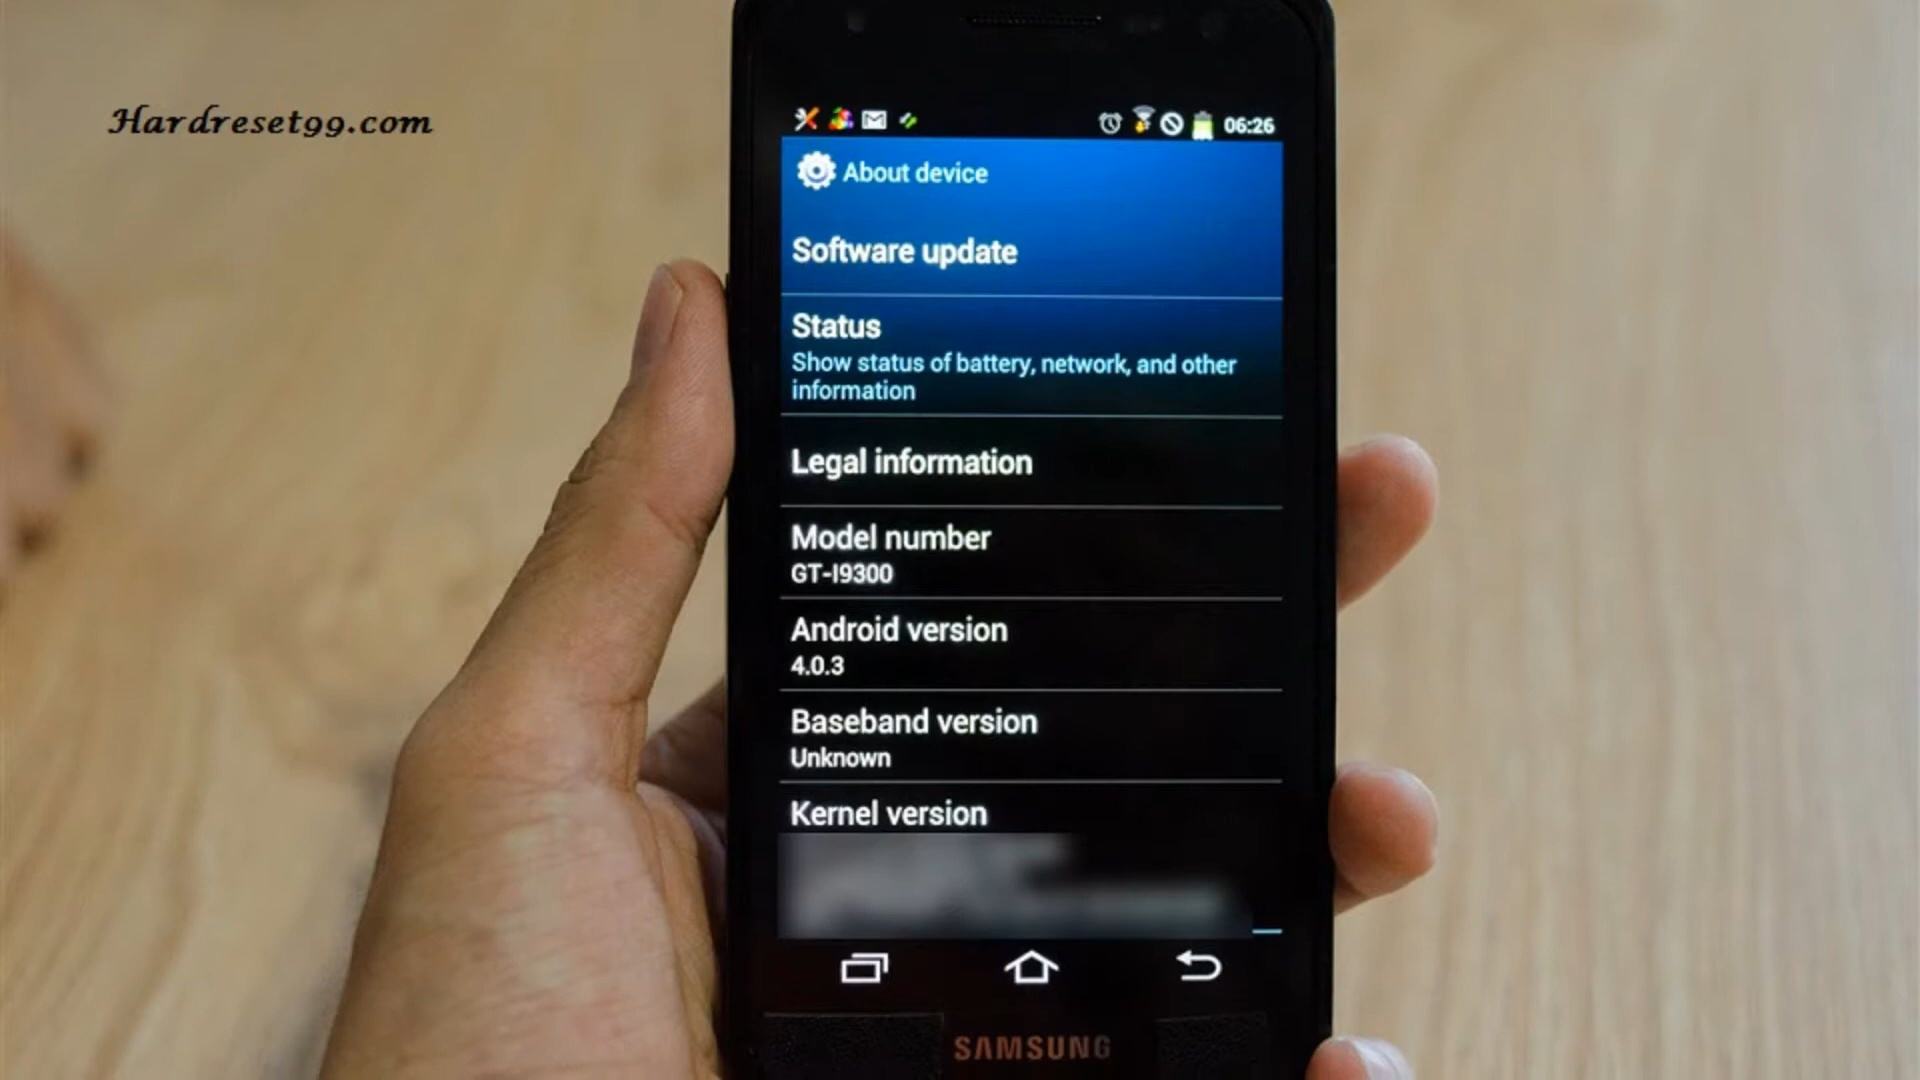 Hardreset99.com
06:26
About device
Software update
Status
Show status of battery, network, and other
information
Legal information
Model number
GT-I9300
Android version
4.0.3
Baseband version
Unknown
Kernel version
SAMSUNG